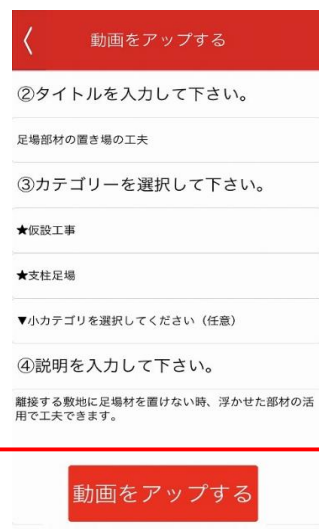 動画をアップする
②タイトルを入力して下さい。
足場部材の置き場の工夫
③カテゴリーを選択して下さい。
★仮設工事
★支柱足場
▼小カテゴリを選択してください（任意）
④説明を入力して下さい。
離接する敷地に足場材を置けない時、浮かせた部材の活
用で工夫できます。
動画をアップする